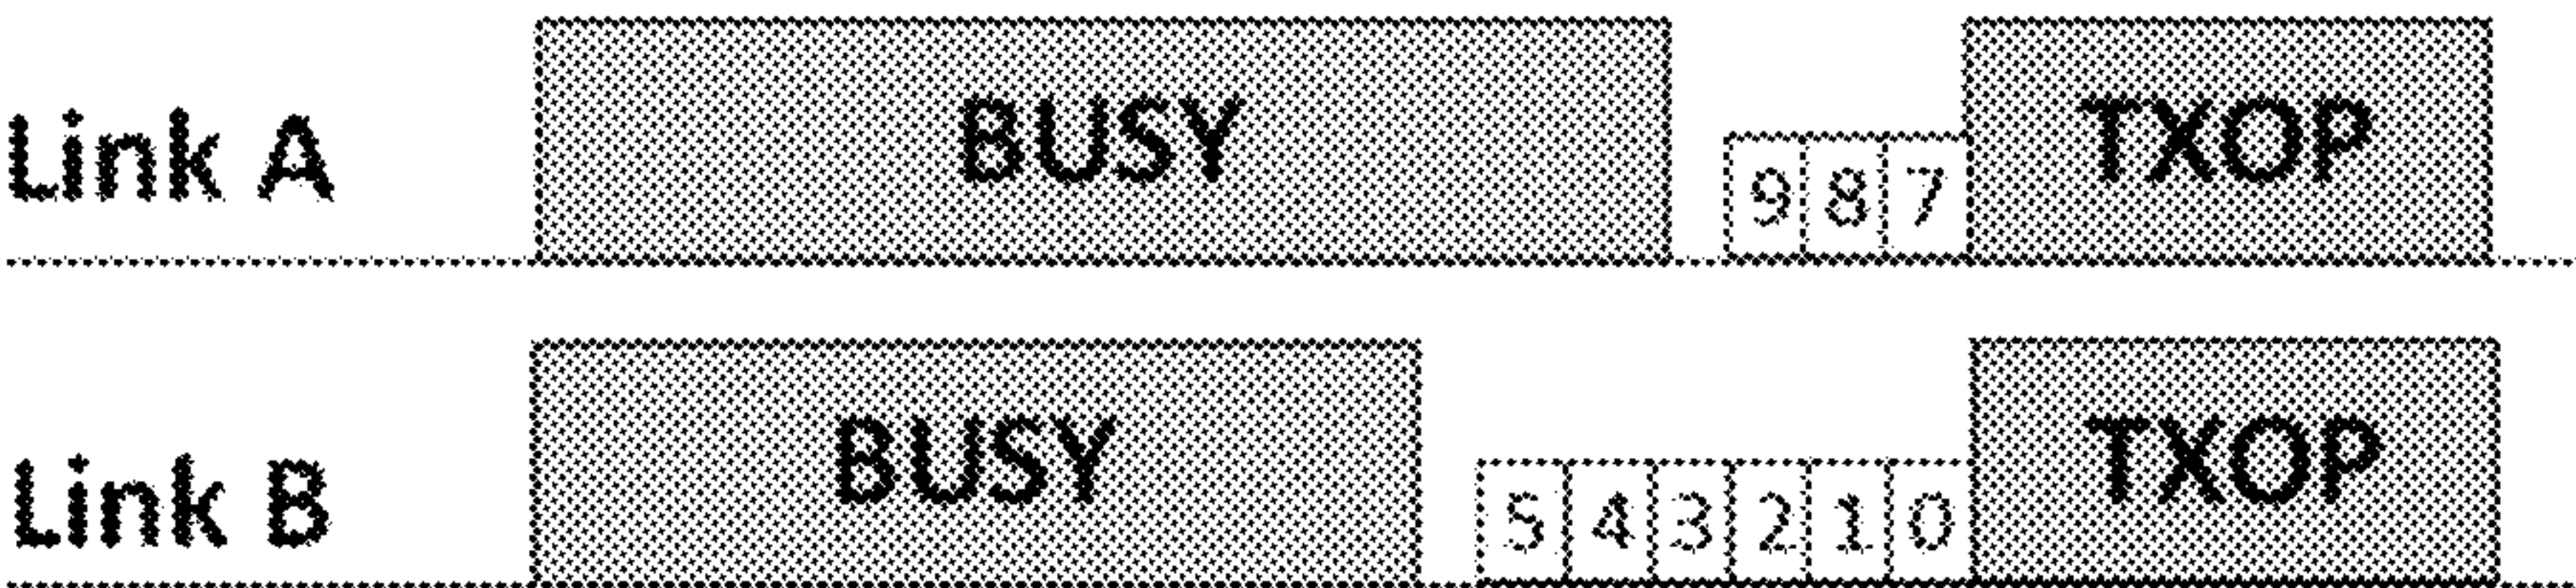 Link A BUSY 9 8 7 TXOP
Link B BUSY 5 4 3 2 1 0 TXOP